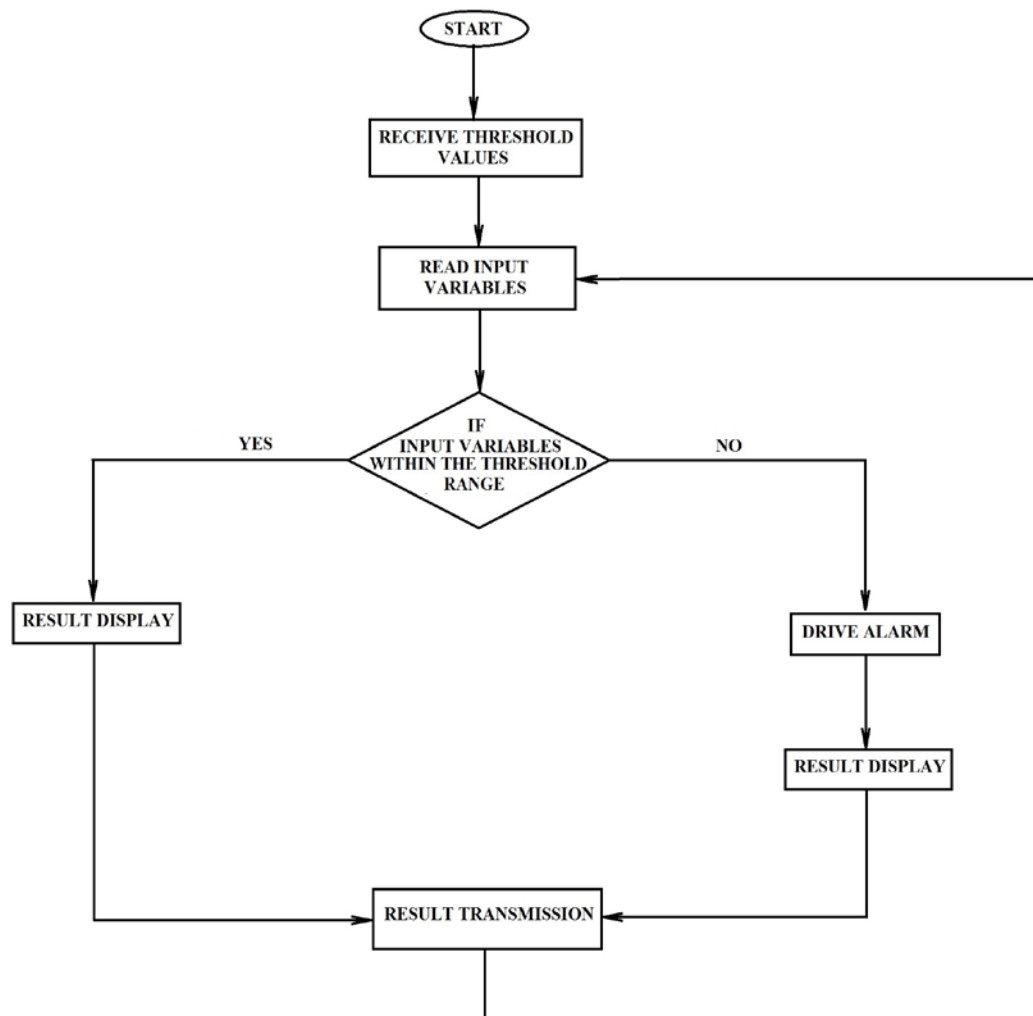 START
RECEIVE THRESHOLD
VALUES
READ INPUT
VARIABLES
IF
INPUT VARIABLES
WITHIN THE THRESHOLD
RANGE
YES
NO
RESULT DISPLAY
DRIVE ALARM
RESULT DISPLAY
RESULT TRANSMISSION